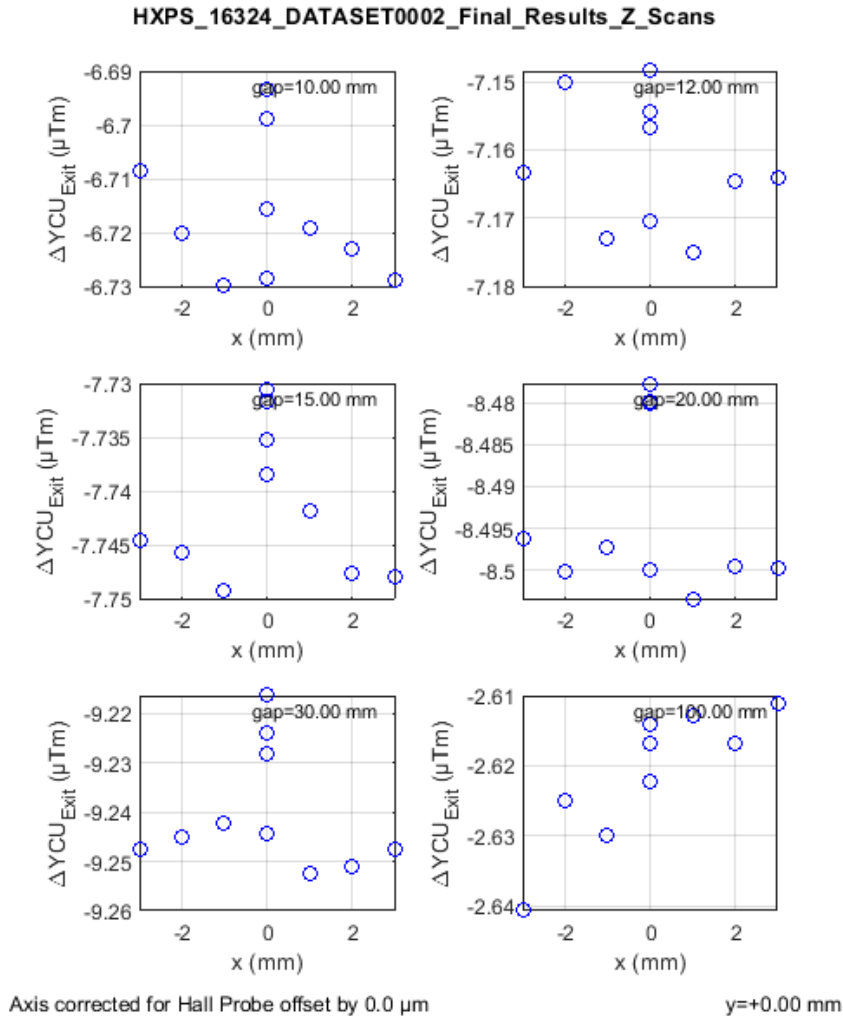 HXPS_16324_DATASET0002_Final_Results_Z_Scans
gap=10.00 mm
-6.69
-6.7
-6.71
-6.72
-6.73
ΔYCU_Exit (µTm)
-2 0 2
x (mm)
gap=12.00 mm
-7.15
-7.16
-7.17
-7.18
ΔYCU_Exit (µTm)
-2 0 2
x (mm)
gap=15.00 mm
-7.73
-7.735
-7.74
-7.745
-7.75
ΔYCU_Exit (µTm)
-2 0 2
x (mm)
gap=20.00 mm
-8.48
-8.485
-8.49
-8.495
-8.5
ΔYCU_Exit (µTm)
-2 0 2
x (mm)
gap=30.00 mm
-9.22
-9.23
-9.24
-9.25
-9.26
ΔYCU_Exit (µTm)
-2 0 2
x (mm)
gap=100.00 mm
-2.61
-2.62
-2.63
-2.64
ΔYCU_Exit (µTm)
-2 0 2
x (mm)
Axis corrected for Hall Probe offset by 0.0 µm
y=+0.00 mm